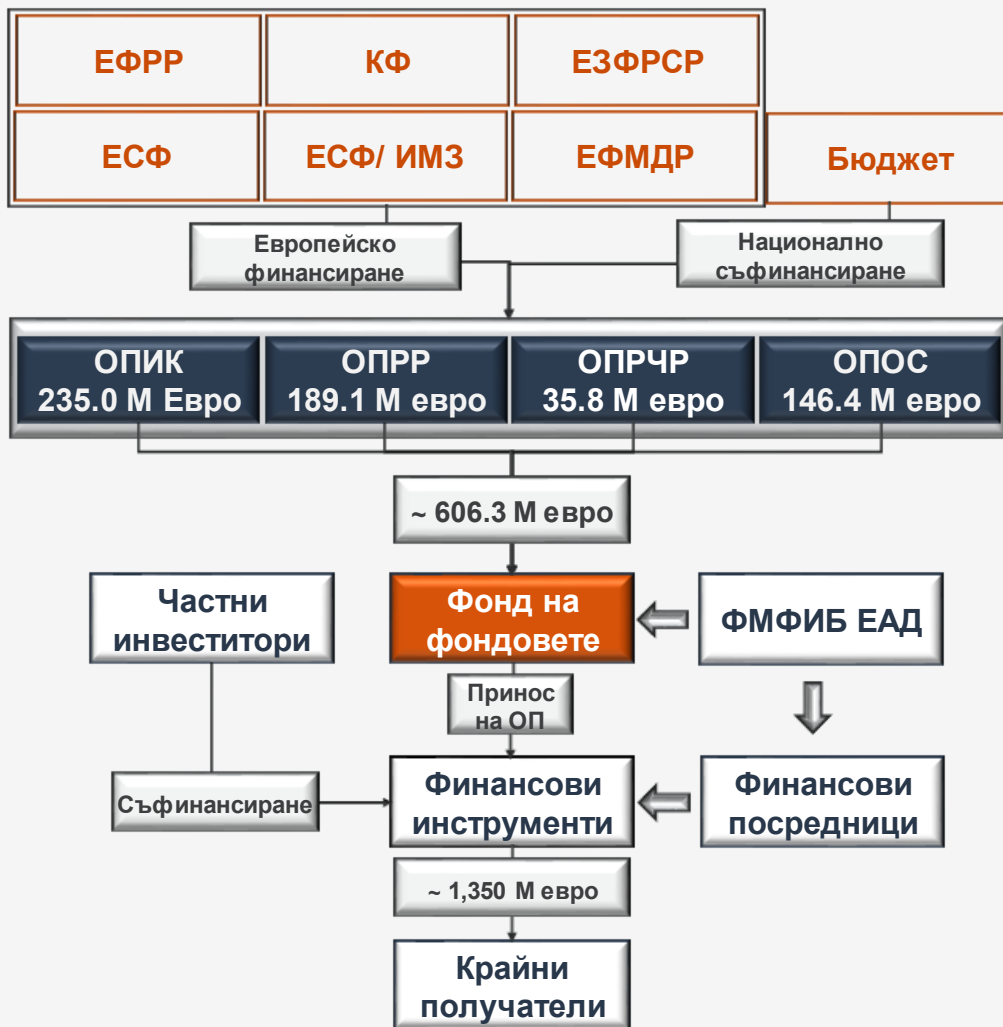 ЕФРР
КФ
ЕЗФРСР
ЕСФ
ЕСФ/ ИМЗ
ЕФМДР
Бюджет
Европейско
финансиране
Национално
съфинансиране
ОПИК
235.0 М Евро
ОПРР
189.1 М евро
ОПРЧР
35.8 М евро
ОПОС
146.4 М евро
~ 606.3 М евро
Частни
инвеститори
Фонд на
фондовете
ФМФИБ ЕАД
Принос
на ОП
Съфинансиране
Финансови
инструменти
Финансови
посредници
~ 1,350 М евро
Крайни
получатели